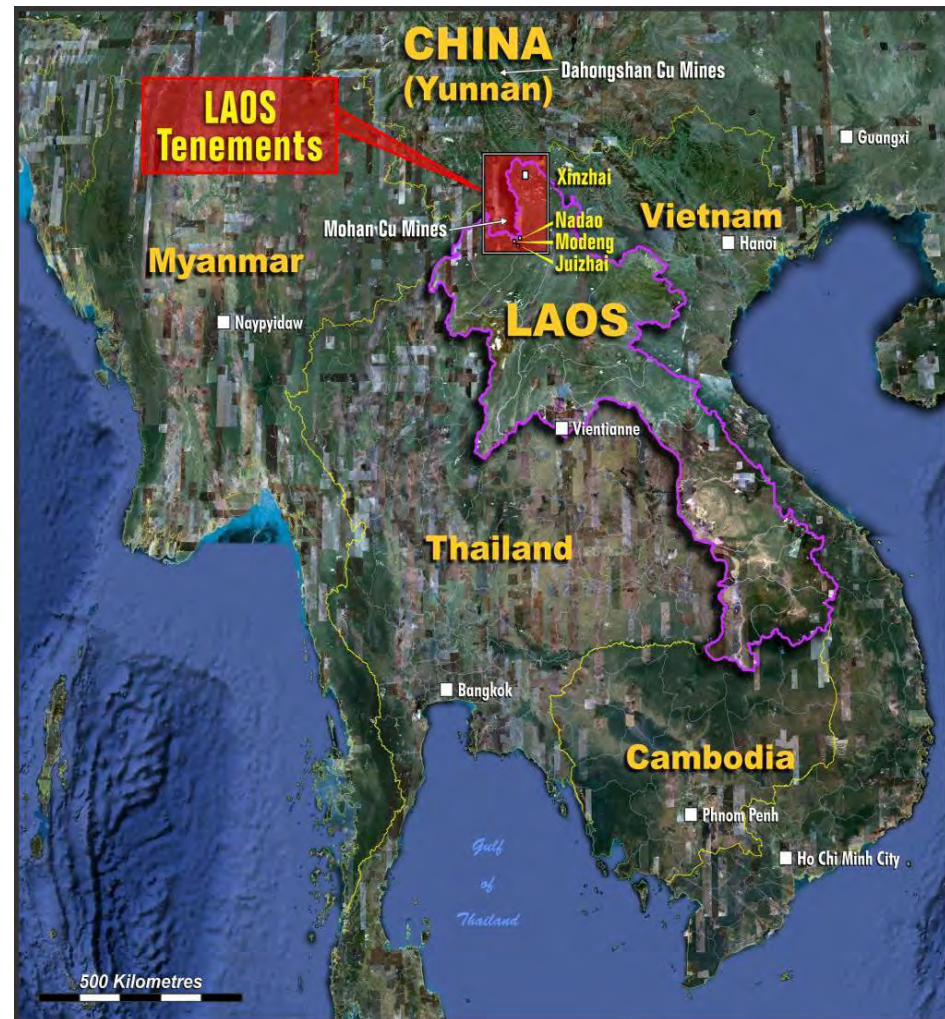 CHINA
(Yunnan)
Dahongshan Cu Mines
LAOS
Tenements
Guangxi
Xinzhai
Mohan Cu Mines
Nadao
Modeng
Juizhai
Vietnam
Hanoi
Myanmar
LAOS
Naypyidaw
Vientianne
Thailand
Bangkok
Cambodia
Phnom Penh
Ho Chi Minh City
Gulf
of
Thailand
500 Kilometres